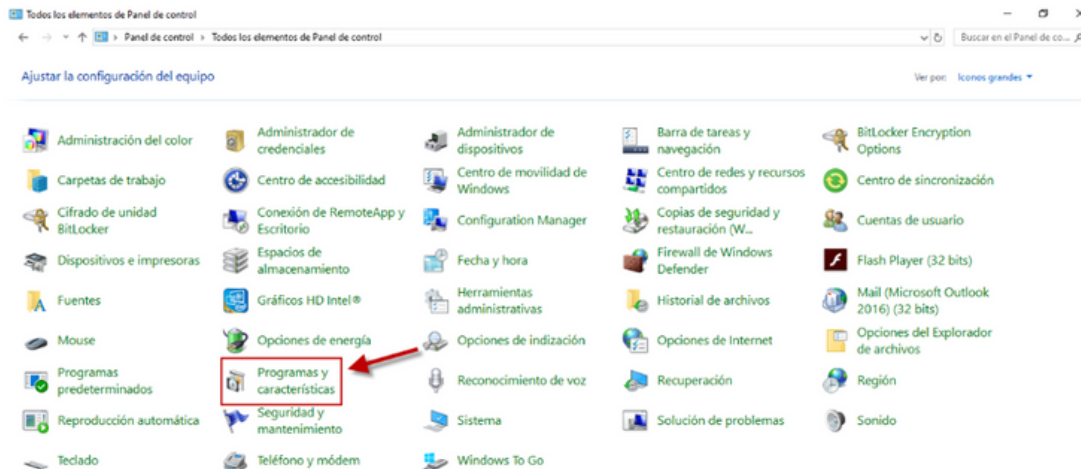 Todos los elementos de Panel de control
Panel de control > Todos los elementos de Panel de control
Buscar en el Panel de co...
Ajustar la configuración del equipo
Ver por: Iconos grandes
Administración del color
Administrador de
credenciales
Administrador de
dispositivos
Barra de tareas y
navegación
BitLocker Encryption
Options
Carpetas de trabajo
Centro de accesibilidad
Centro de movilidad de
Windows
Centro de redes y recursos
compartidos
Centro de sincronización
Cifrado de unidad
BitLocker
Conexión de RemoteApp y
Escritorio
Configuration Manager
Copias de seguridad y
restauración (W...
Cuentas de usuario
Dispositivos e impresoras
Espacios de
almacenamiento
Fecha y hora
Firewall de Windows
Defender
Flash Player (32 bits)
Fuentes
Gráficos HD Intel®
Herramientas
administrativas
Historial de archivos
Mail (Microsoft Outlook
2016) (32 bits)
Mouse
Opciones de energía
Opciones de indización
Opciones de Internet
Opciones del Explorador
de archivos
Programas
predeterminados
Programas y
características
Reconocimiento de voz
Recuperación
Región
Reproducción automática
Seguridad y
mantenimiento
Sistema
Solución de problemas
Sonido
Teclado
Teléfono y módem
Windows To Go